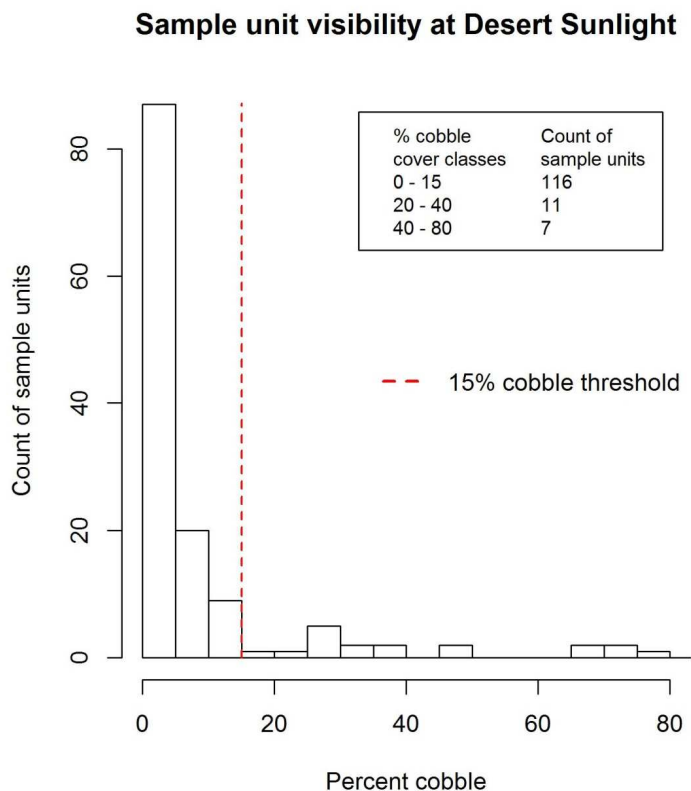 Sample unit visibility at Desert Sunlight
% cobble Count of
cover classes sample units
0 - 15 116
20 - 40 11
40 - 80 7
15% cobble threshold
Count of sample units
80
60
40
20
0
0 20 40 60 80
Percent cobble